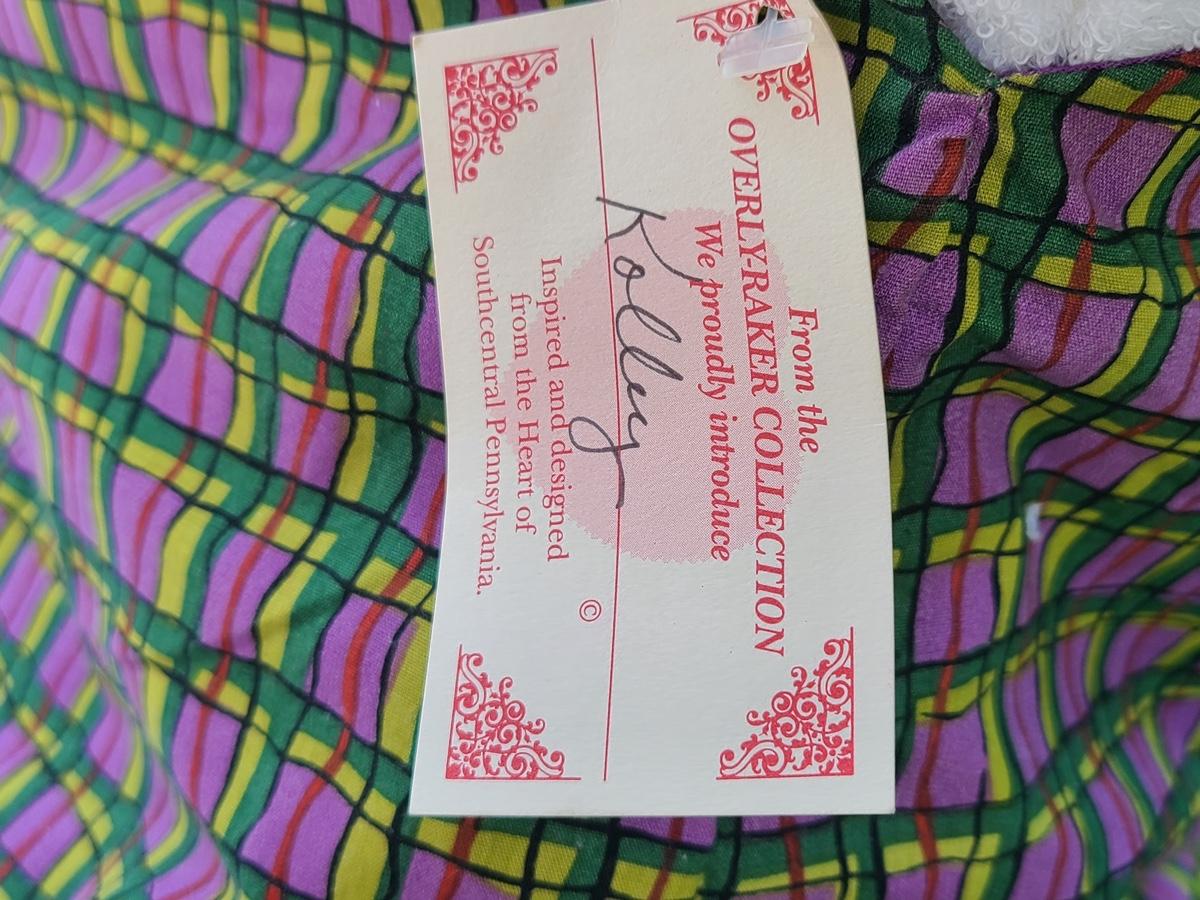 From the
OVERLY-RAKER COLLECTION
We proudly introduce
Kolley
©
Inspired and designed
from the Heart of
Southcentral Pennsylvania.